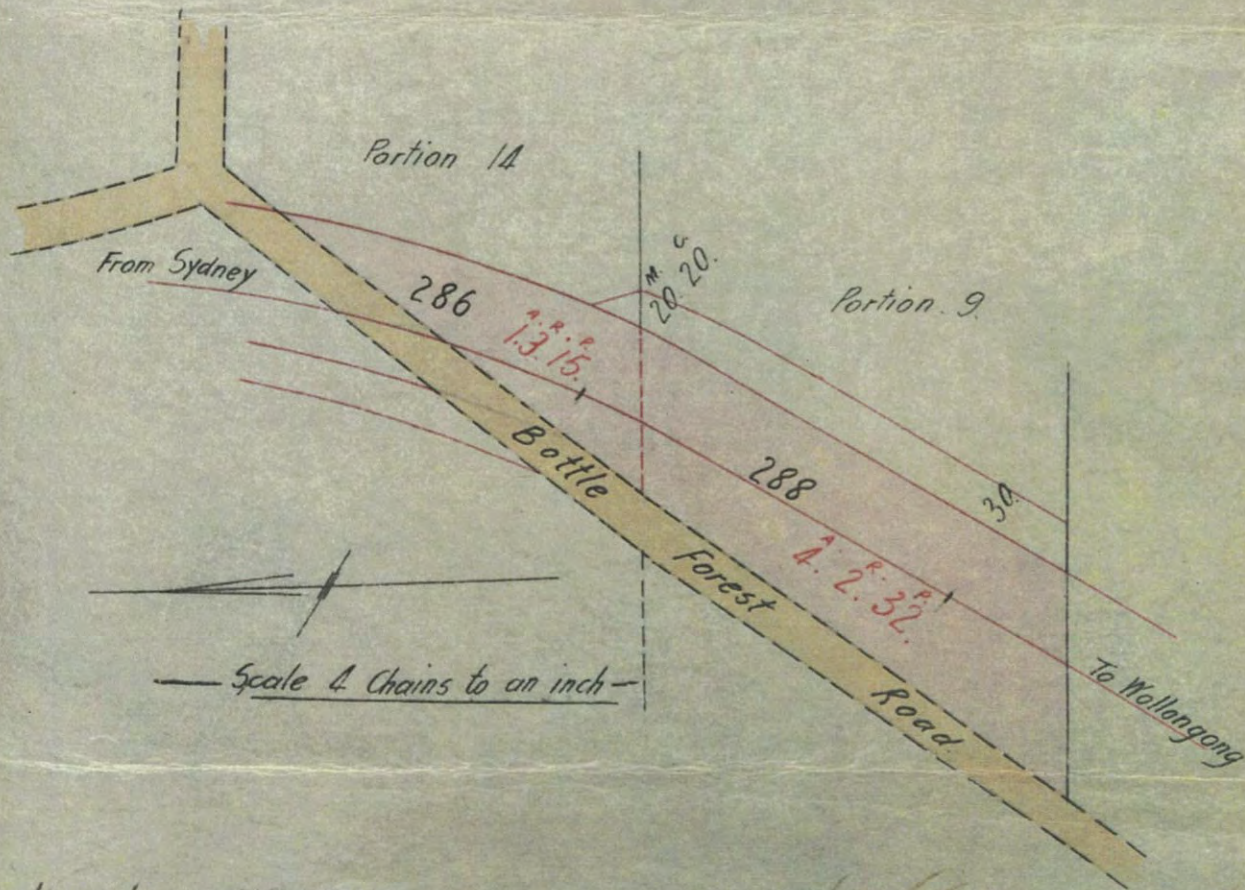 Portion 14
From Sydney
286
A. R. P.
1. 3. 15.
M. C
20. 20.
Portion 9.
288
A. R. P.
4. 2. 32.
30.
Bottle Forest Road
Scale 4 Chains to an inch
To Wollongong